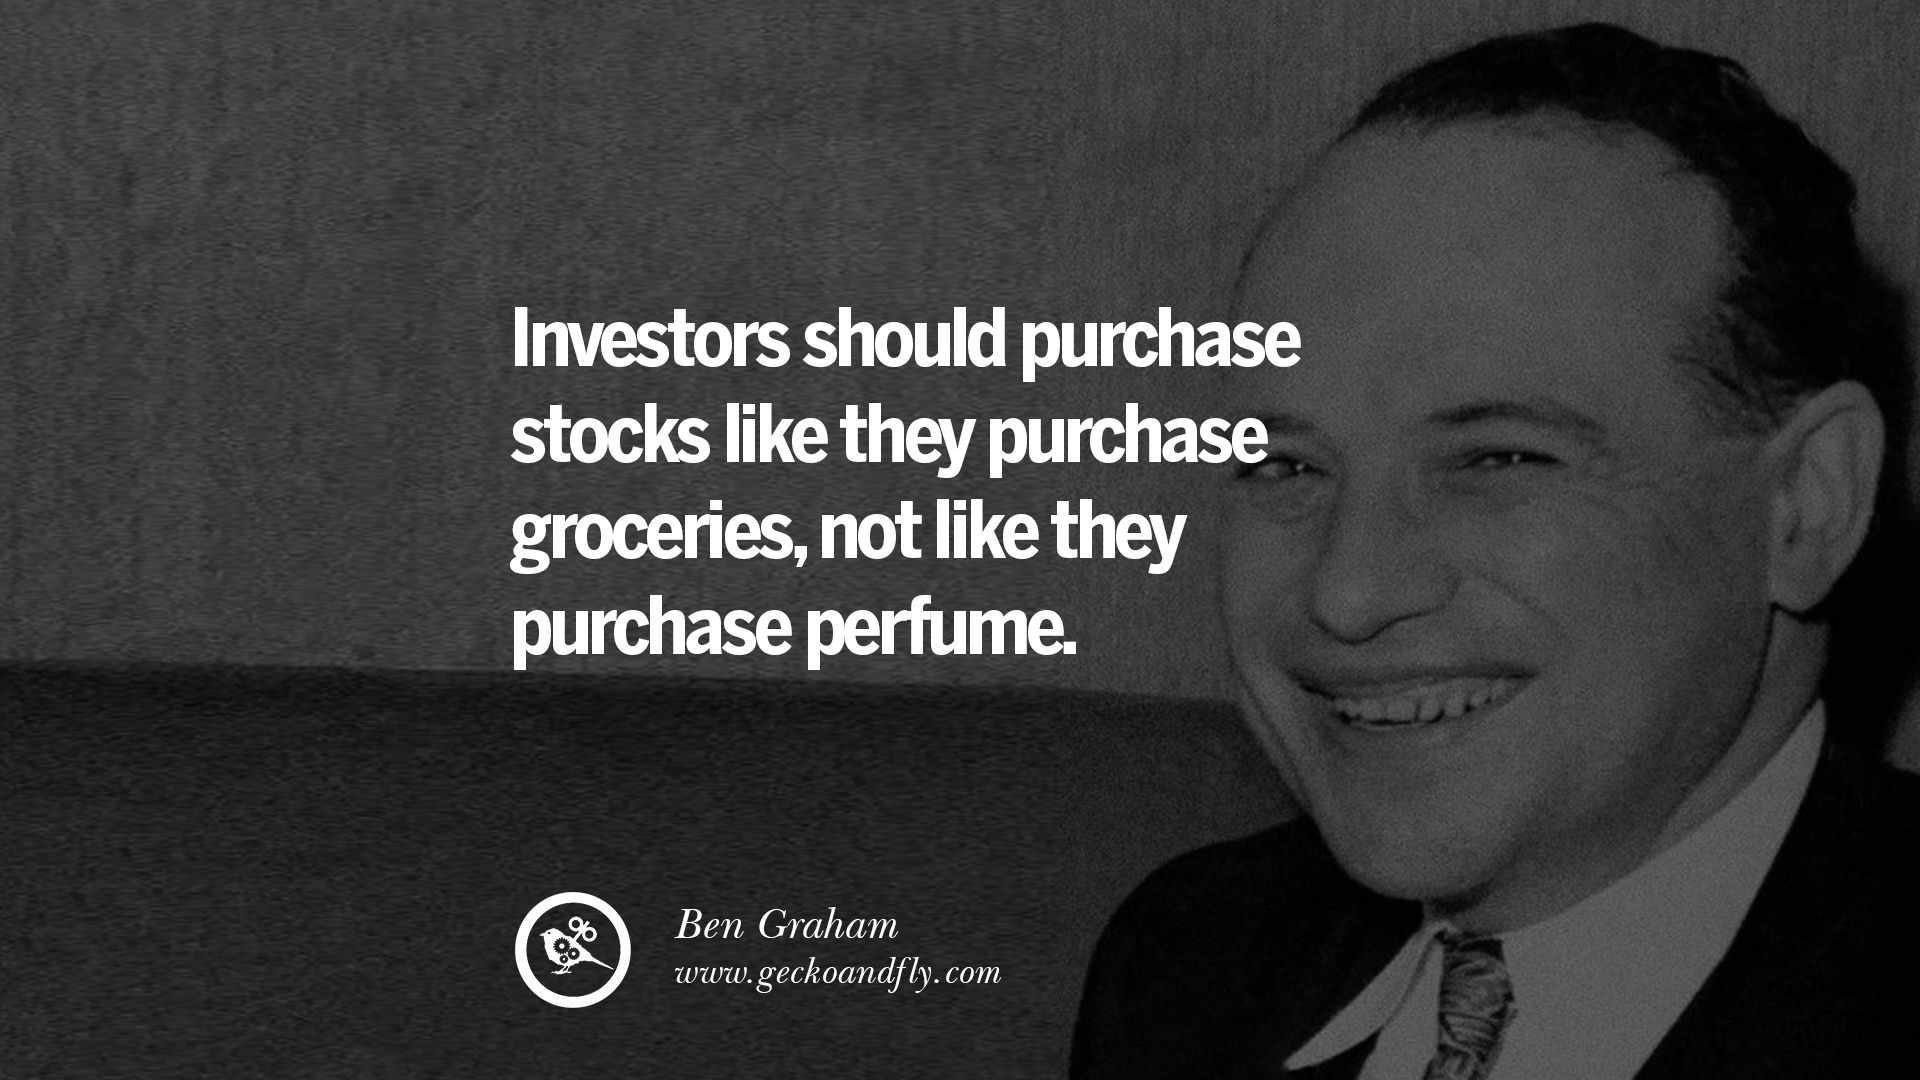 Investors should purchase
stocks like they purchase
groceries, not like they
purchase perfume.
Ben Graham
www.geckoandfly.com